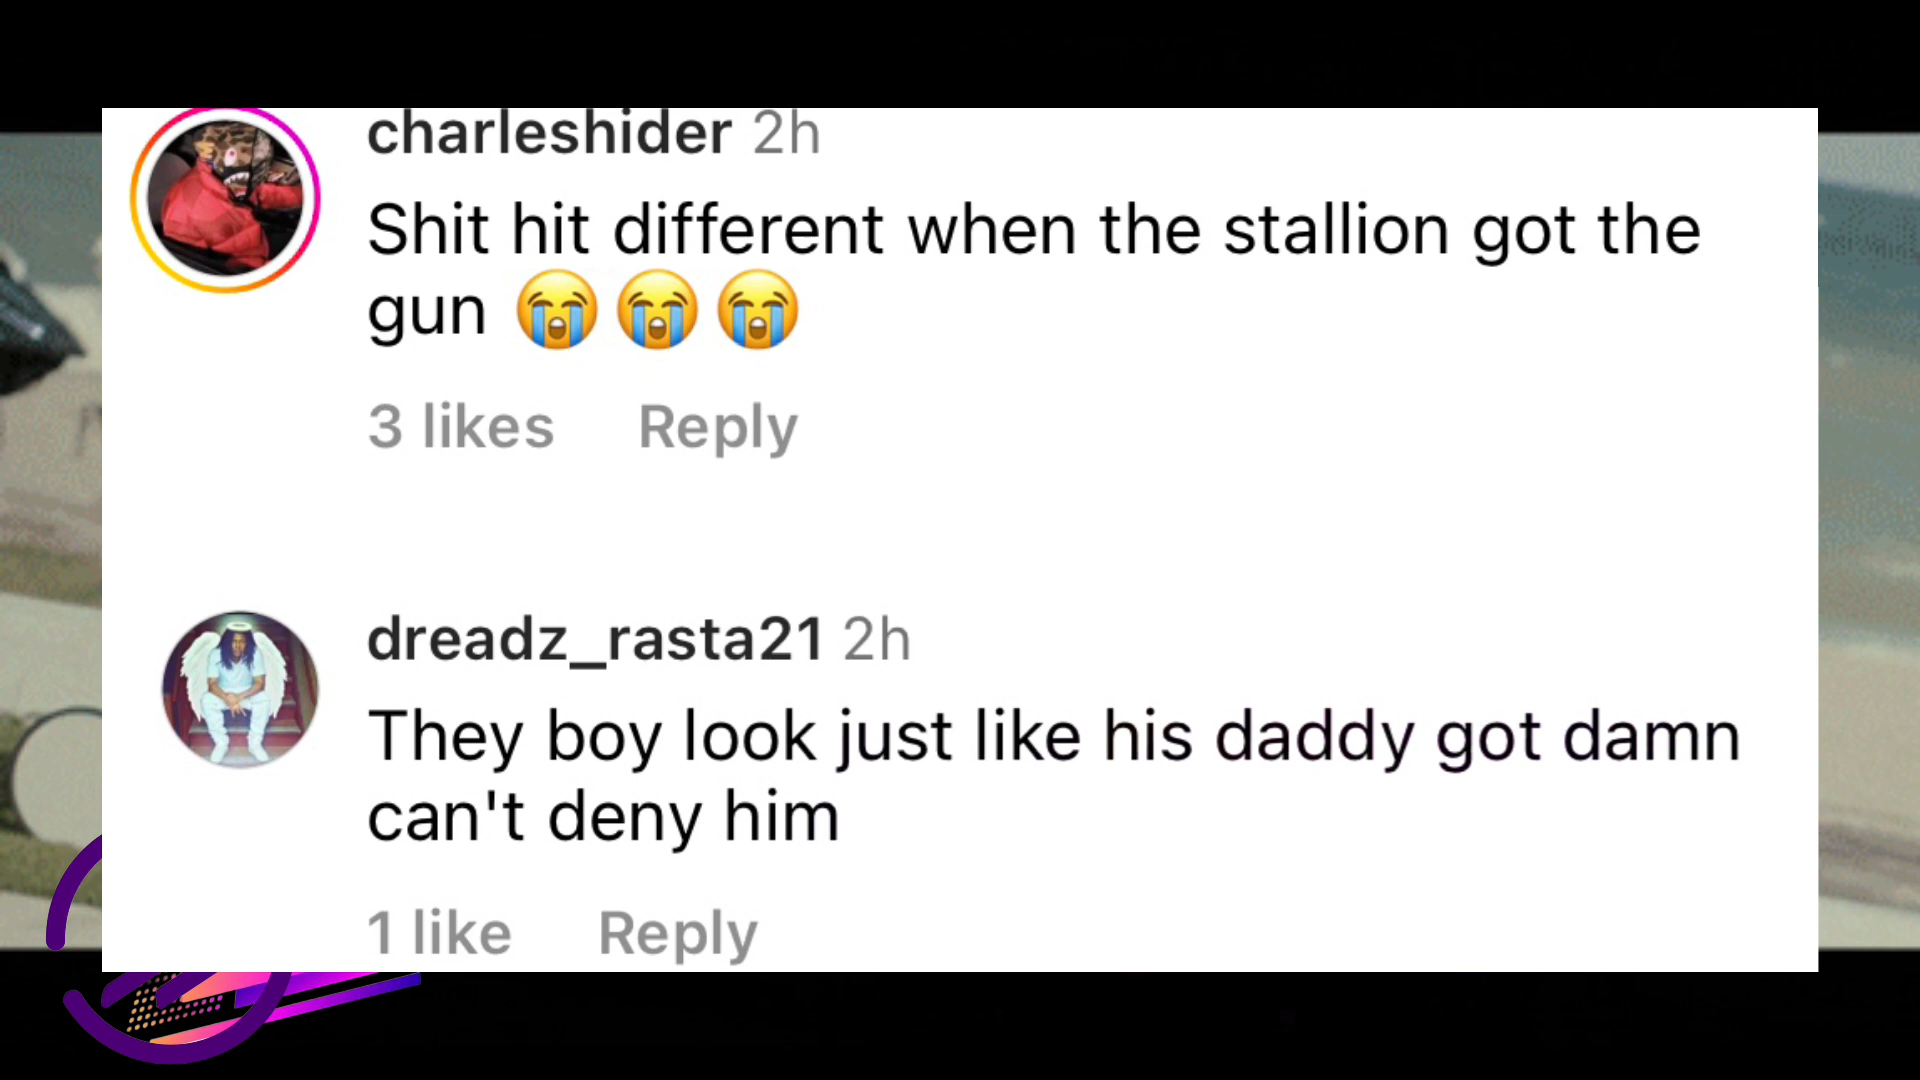 charleshider 2h
Shit hit different when the stallion got the
gun 😭😭😭
3 likes Reply
dreadz_rasta21 2h
They boy look just like his daddy got damn
can't deny him
1 like Reply